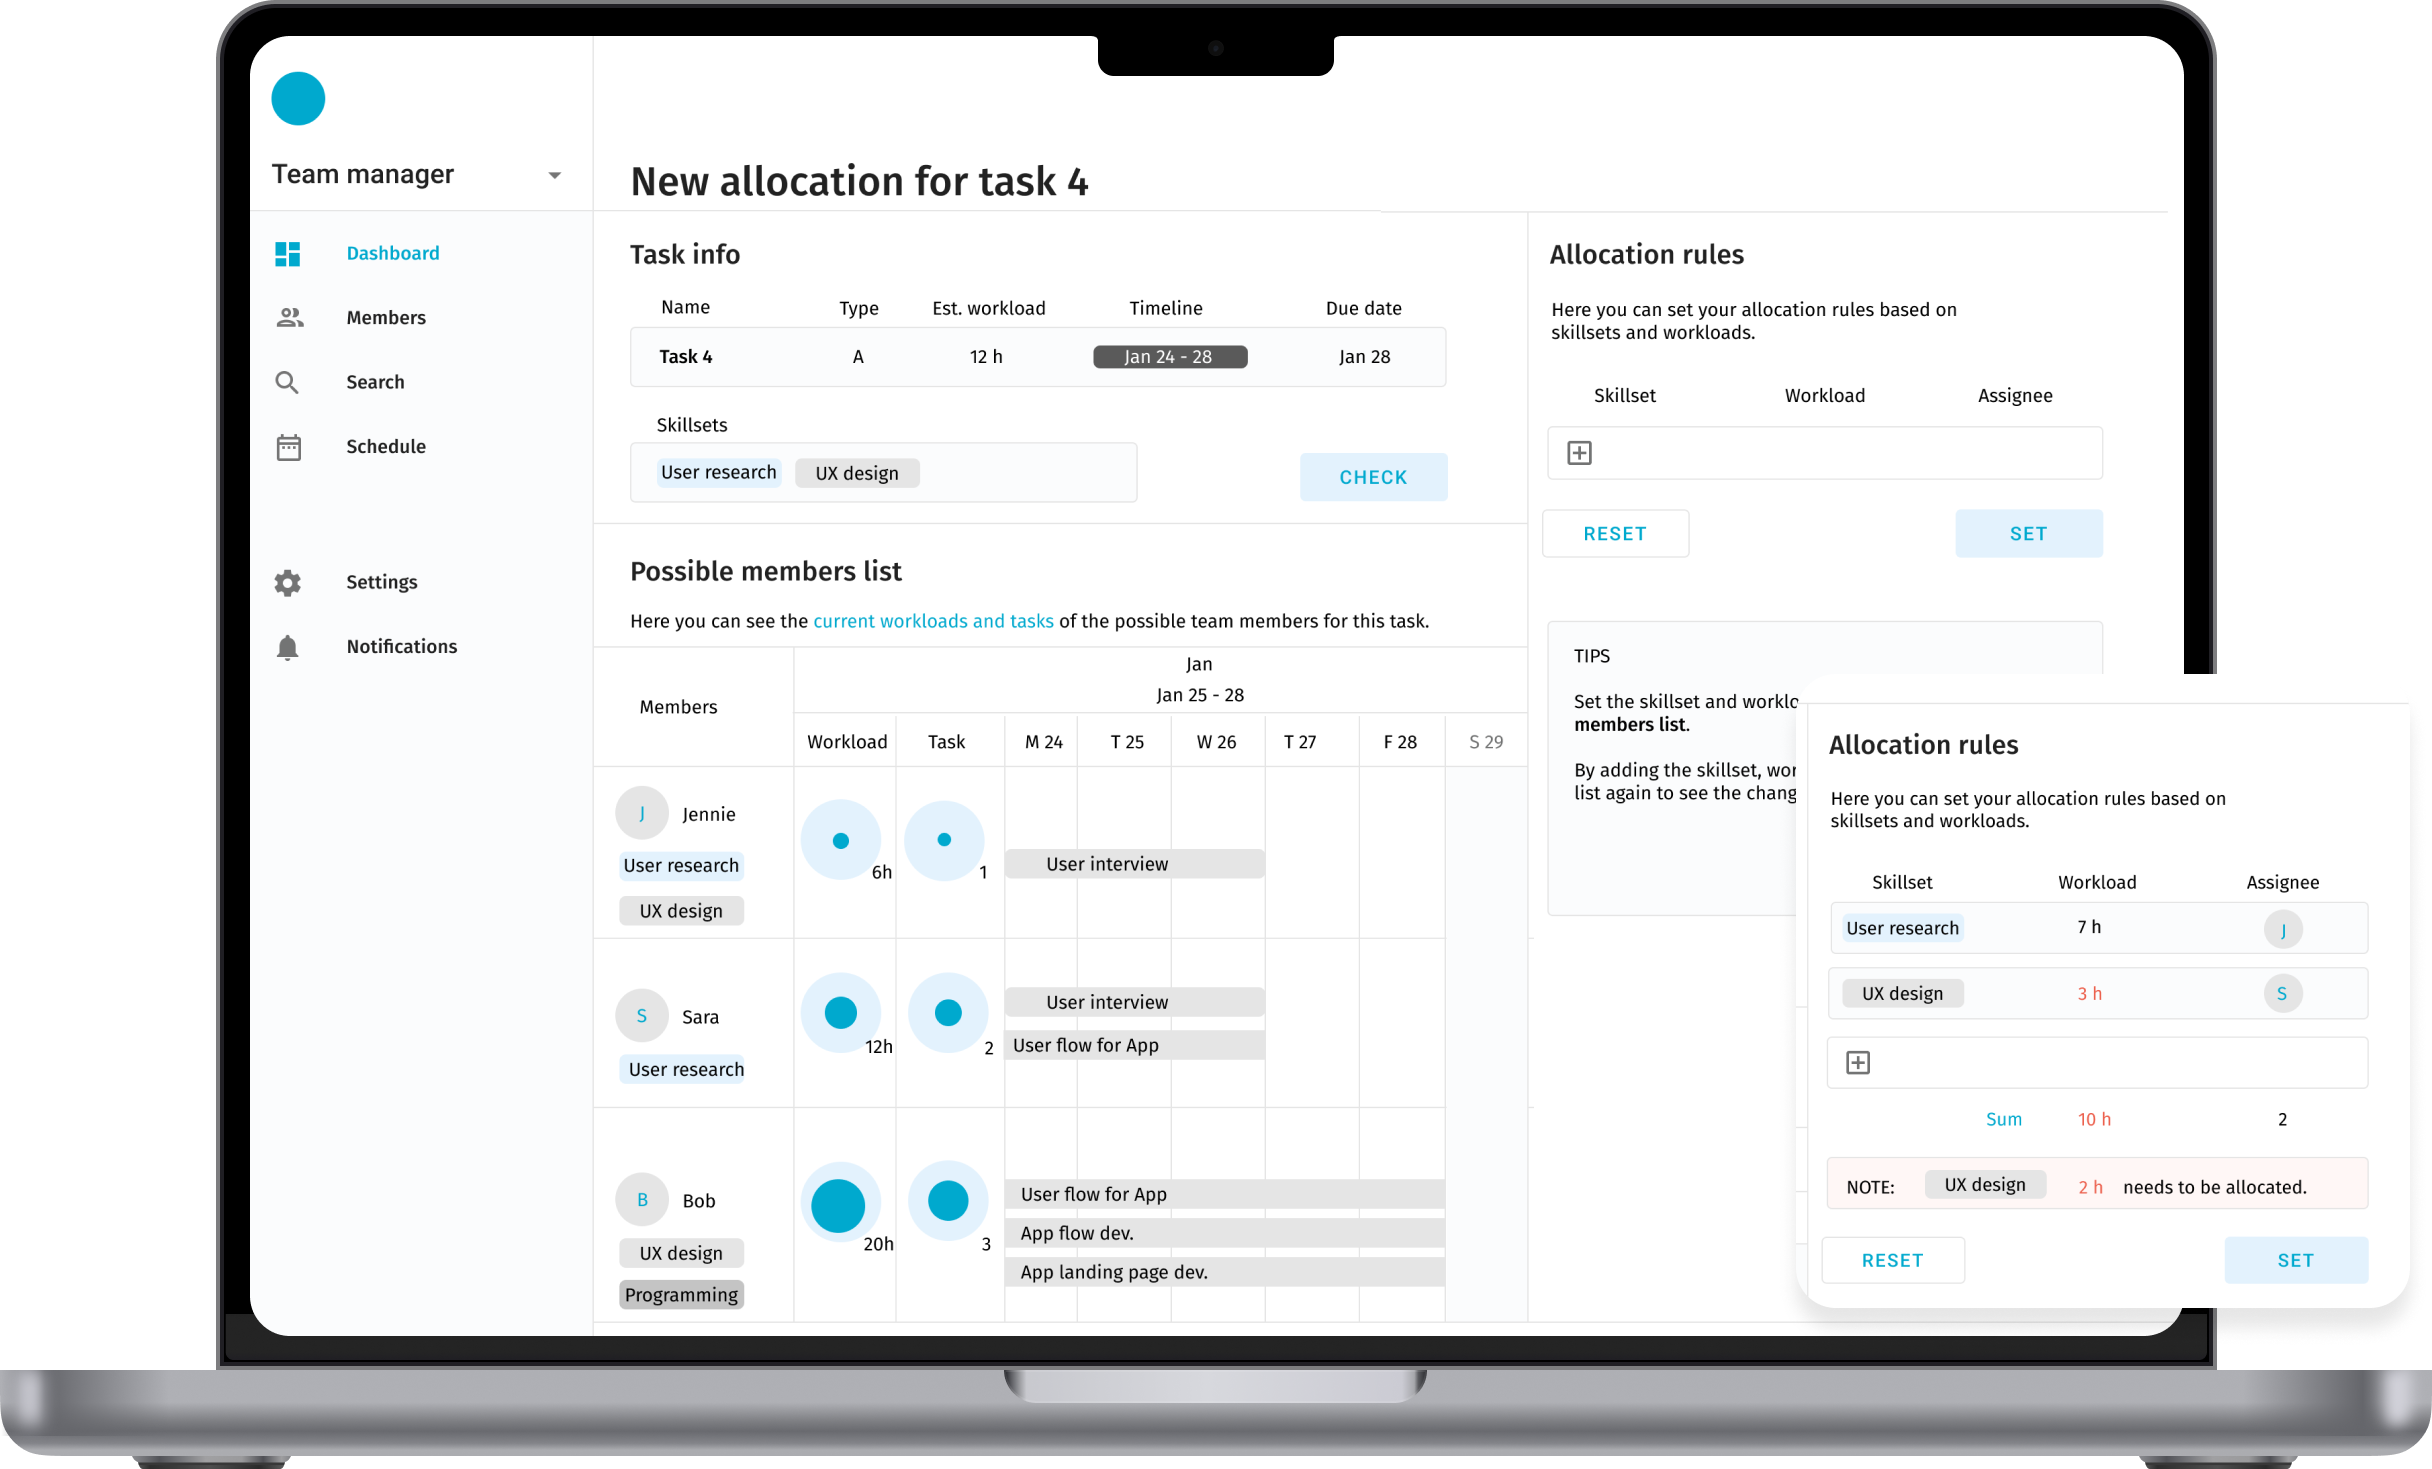 Team manager
Dashboard
Members
Search
Schedule
Settings
Notifications
New allocation for task 4
Task info
Name Type Est. workload Timeline Due date
Task 4 A 12 h Jan 24 - 28 Jan 28
Skillsets
User research UX design
CHECK
Possible members list
Here you can see the current workloads and tasks of the possible team members for this task.
Jan
Jan 25 - 28
Members
Workload Task M 24 T 25 W 26 T 27 F 28 S 29
J Jennie
User research
UX design
6h 1
User interview
S Sara
User research
12h 2
User interview
User flow for App
B Bob
UX design
Programming
20h 3
User flow for App
App flow dev.
App landing page dev.
Allocation rules
Here you can set your allocation rules based on
skillsets and workloads.
Skillset Workload Assignee
RESET SET
TIPS
Set the skillset and
members list.
By adding the skillset,
list again to see the
Allocation rules
Here you can set your allocation rules based on
skillsets and workloads.
Skillset Workload Assignee
User research 7 h J
UX design 3 h S
Sum 10 h 2
NOTE: UX design 2 h needs to be allocated.
RESET SET